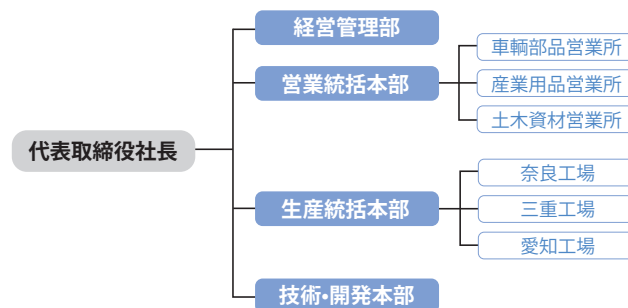 代表取締役社長
経営管理部
営業統括本部
車輌部品営業所
産業用品営業所
土木資材営業所
生産統括本部
奈良工場
三重工場
愛知工場
技術・開発本部